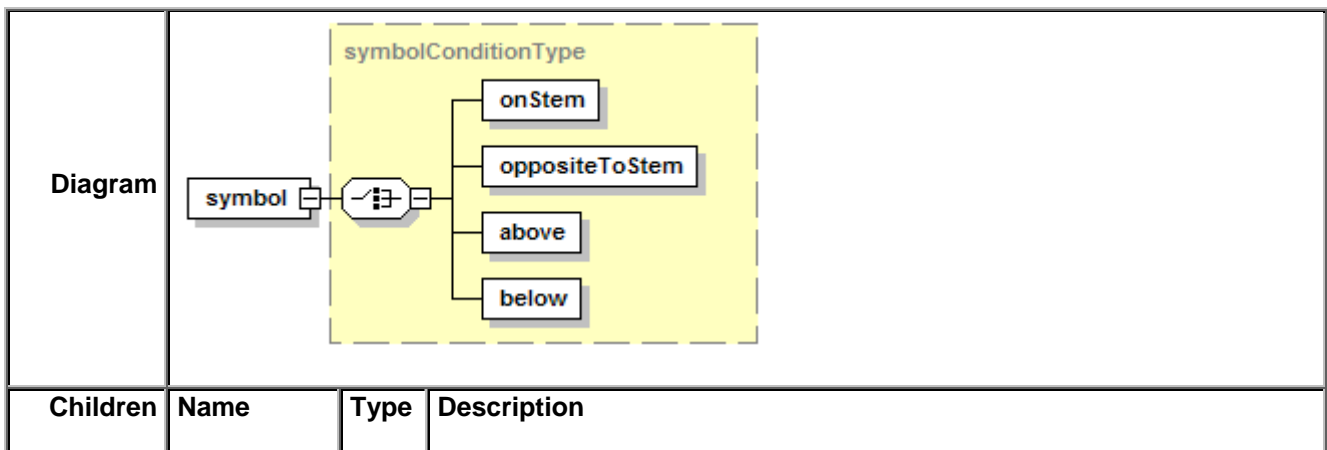 symbolConditionType
onStem
oppositeToStem
Diagram
symbol
above
below
Children Name Type Description